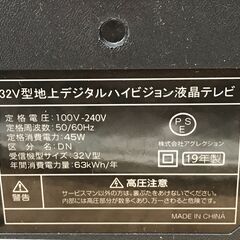 32V型地上デジタルハイビジョン液晶テレビ
定格電圧：100V-240V
定格周波数：50/60Hz
定格消費電力：45W
区分名：DN
受信機型サイズ：32V型
年間消費電力量：63kWh/年
PSE
株式会社アグレクション
19年製
警告
高圧注意
サービスマン以外の方は、裏ぶたをあけないでください
内部には高圧部分が数多くあり、万一さわると危険です。
MADE IN CHINA